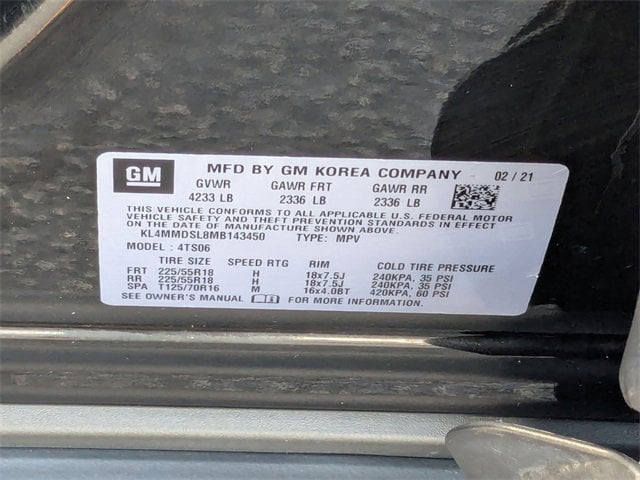 GM MFD BY GM KOREA COMPANY 02/21
GVWR GAWR FRT GAWR RR
4233 LB 2336 LB 2336 LB
THIS VEHICLE CONFORMS TO ALL APPLICABLE U.S. FEDERAL MOTOR
VEHICLE SAFETY AND THEFT PREVENTION STANDARDS IN EFFECT
ON THE DATE OF MANUFACTURE SHOWN ABOVE.
KL4MMDSL8MB143450 TYPE: MPV
MODEL: 4TS06
TIRE SIZE SPEED RTG RIM COLD TIRE PRESSURE
FRT 225/55R18 H 18x7.5J 240KPA, 35 PSI
RR 225/55R18 H 18x7.5J 240KPA, 35 PSI
SPA T125/70R16 M 16x4.0BT 420KPA, 60 PSI
SEE OWNER'S MANUAL FOR MORE INFORMATION.